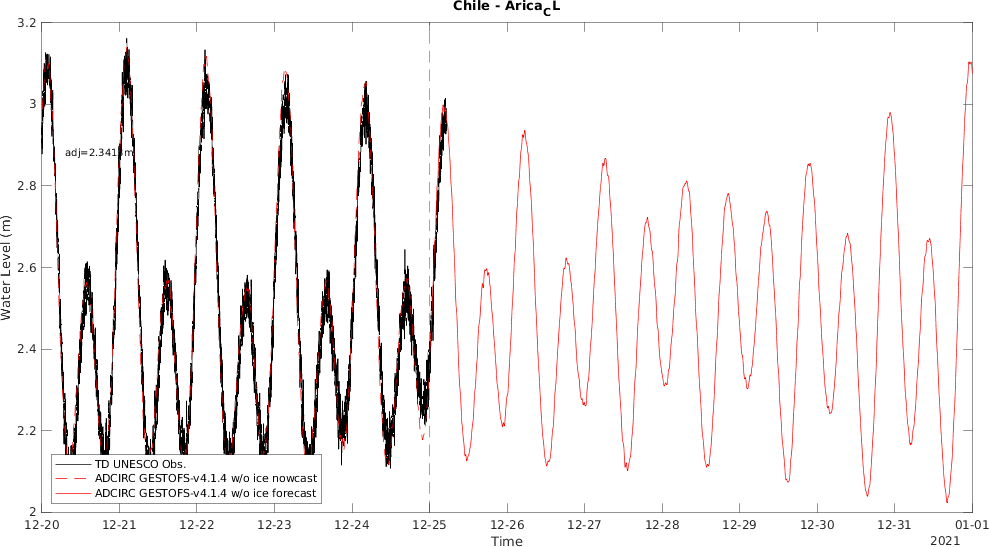 Chile - Arica_CL
3.2
3
2.8
2.6
2.4
2.2
2
Water Level (m)
adj=2.3415m
TD UNESCO Obs.
ADCIRC GESTOFS-v4.1.4 w/o ice nowcast
ADCIRC GESTOFS-v4.1.4 w/o ice forecast
12-20 12-21 12-22 12-23 12-24 12-25 12-26 12-27 12-28 12-29 12-30 12-31 01-01
Time
2021